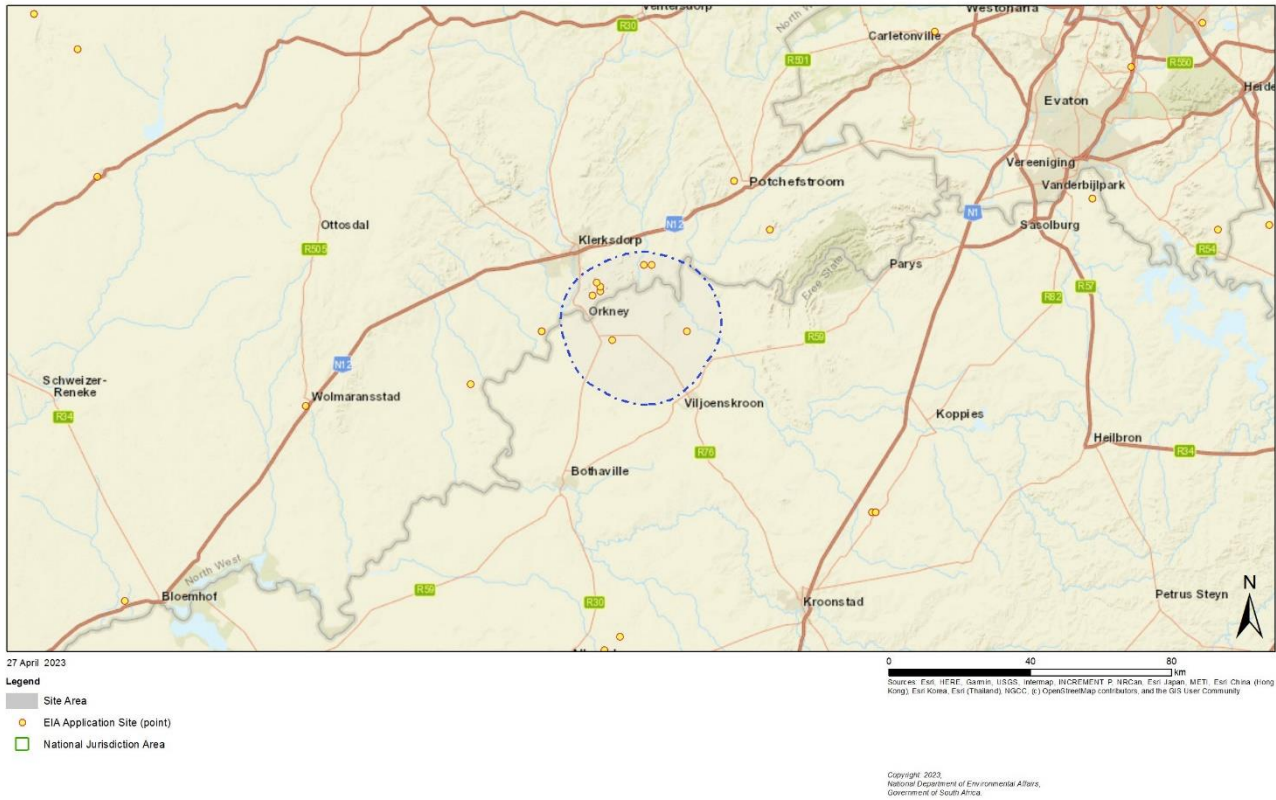 Ventersdorp
Westonaria
R30
North W
Carletonville
R501
R550
Heide
Evaton
Vereeniging
Potchefstroom
Vanderbijlpark
N1
Ottosdal
N12
Sasolburg
Klerksdorp
R505
R54
Parys
Free State
R57
R82
Orkney
R59
N12
Schweizer-
Reneke
Wolmaransstad
Viljoenskroon
R34
Koppies
Heilbron
R76
R34
Bothaville
North West
R59
Bloemhof
R30
Kroonstad
Petrus Steyn
N
27 April 2023
0 40 80
km
Legend
Site Area
EIA Application Site (point)
National Jurisdiction Area
Sources: Esri, HERE, Garmin, USGS, Intermap, INCREMENT P, NRCan, Esri Japan, METI, Esri China (Hong
Kong), Esri Korea, Esri (Thailand), NGCC, (c) OpenStreetMap contributors, and the GIS User Community
Copyright: 2023,
National Department of Environmental Affairs,
Government of South Africa.